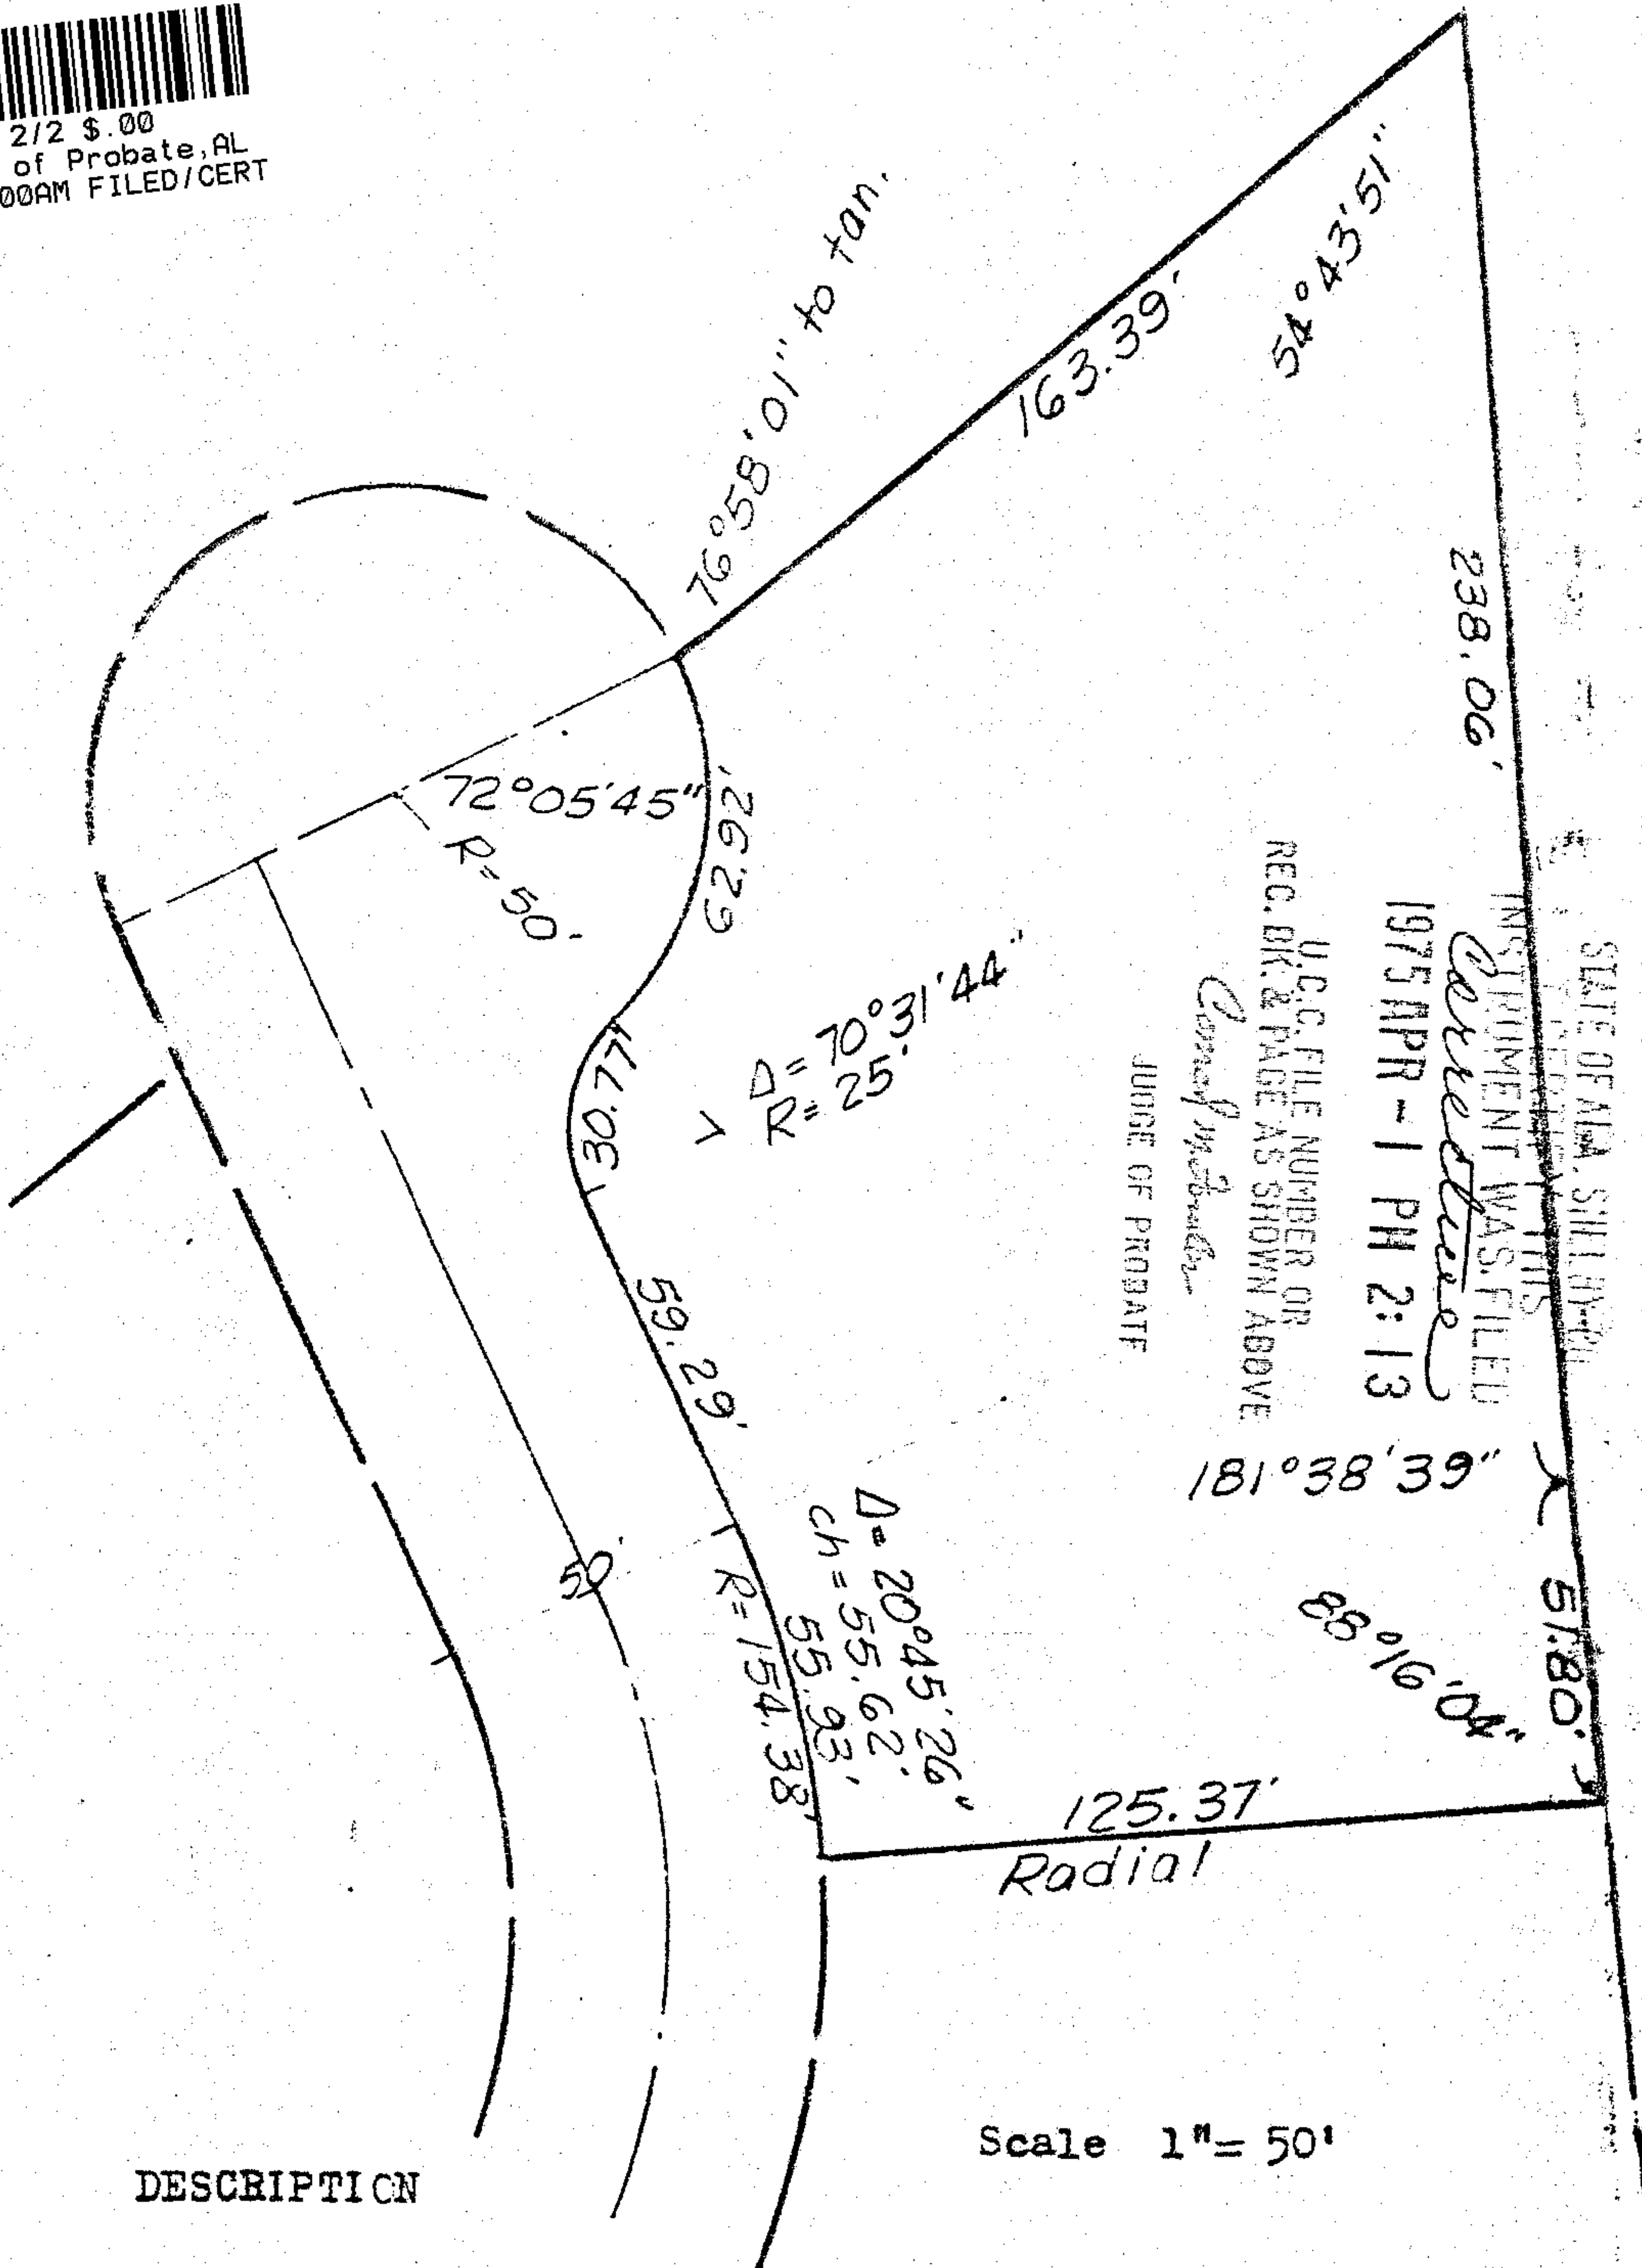 2/2 $.00
of Probate, AL
00AM FILED/CERT
76°58'01" to tan.
163.39'
54°43'51"
238.06'
72°05'45"
R=50'
62.92'
30.77'
Δ=70°31'44"
R=25'
59.29'
STATE OF ALA. SHELBY CO.
THIS
INSTRUMENT WAS FILED
Corrective
1975 APR -1 PM 2:13
U.C.C. FILE NUMBER OR
REC. BK. & PAGE AS SHOWN ABOVE
JUDGE OF PROBATE
181°38'39"
51.80'
88°16'04"
Δ=20°45'26"
ch=55.62'
55.93'
R=154.38'
50'
125.37'
Radial
Scale 1"= 50'
DESCRIPTION